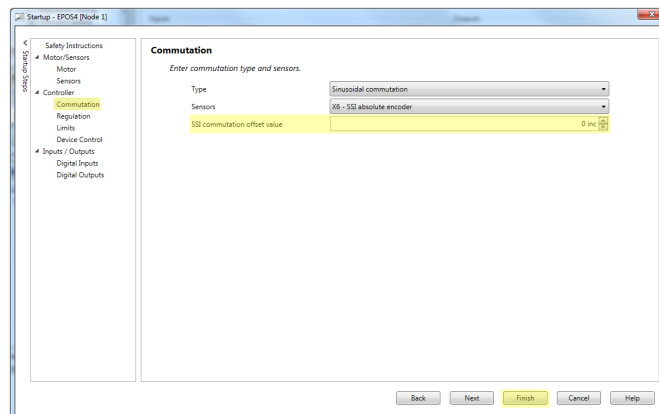 Startup - EPOS4 [Node 1]
Startup Steps
Safety Instructions
Motor/Sensors
Motor
Sensors
Controller
Commutation
Regulation
Limits
Device Control
Inputs / Outputs
Digital Inputs
Digital Outputs
Commutation
Enter commutation type and sensors.
Type
Sinusoidal commutation
Sensors
X6 - SSI absolute encoder
SSI commutation offset value
0 inc
Back
Next
Finish
Cancel
Help